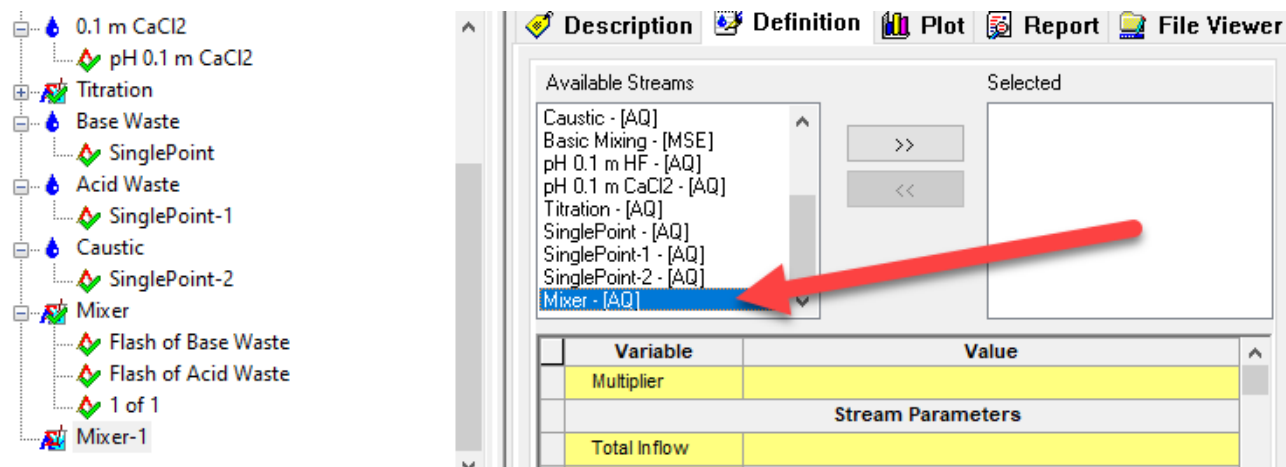 0.1 m CaCl2
pH 0.1 m CaCl2
Titration
Base Waste
SinglePoint
Acid Waste
SinglePoint-1
Caustic
SinglePoint-2
Mixer
Flash of Base Waste
Flash of Acid Waste
1 of 1
Mixer-1
Description Definition Plot Report File Viewer
Available Streams Selected
Caustic - [AQ]
Basic Mixing - [MSE]
pH 0.1 m HF - [AQ]
pH 0.1 m CaCl2 - [AQ]
Titration - [AQ]
SinglePoint - [AQ]
SinglePoint-1 - [AQ]
SinglePoint-2 - [AQ]
Mixer - [AQ]
>>
<<
Variable Value
Multiplier
Stream Parameters
Total Inflow